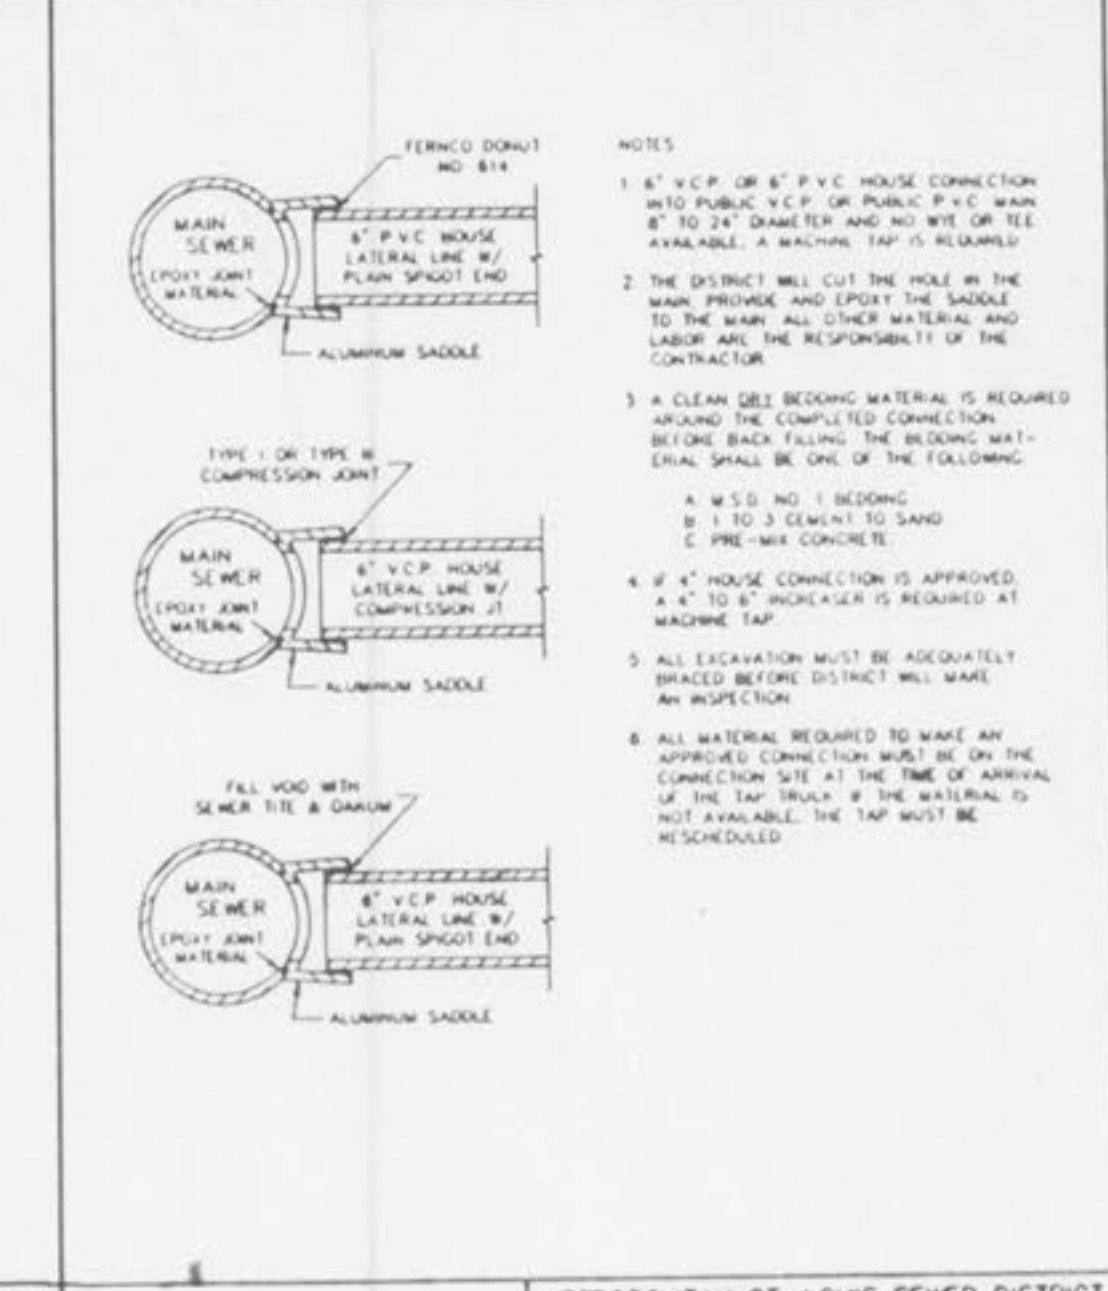 FERNCO DONUT
NO 614
MAIN
SEWER
EPOXY JOINT
MATERIAL
6" P V C HOUSE
LATERAL LINE W/
PLAIN SPIGOT END
ALUMINUM SADDLE
TYPE I OR TYPE III
COMPRESSION JOINT
MAIN
SEWER
EPOXY JOINT
MATERIAL
6" V.C.P. HOUSE
LATERAL LINE W/
COMPRESSION JT
ALUMINUM SADDLE
FILL VOID WITH
SEWER TITE & OAKUM
MAIN
SEWER
EPOXY JOINT
MATERIAL
6" V.C.P HOUSE
LATERAL LINE W/
PLAIN SPIGOT END
ALUMINUM SADDLE
NOTES
1. 6" V.C.P. OR 6" P V C HOUSE CONNECTION
INTO PUBLIC V.C.P. OR PUBLIC P V C MAIN
8" TO 24" DIAMETER AND NO WYE OR TEE
AVAILABLE, A MACHINE TAP IS REQUIRED
2. THE DISTRICT WILL CUT THE HOLE IN THE
MAIN, PROVIDE AND EPOXY THE SADDLE
TO THE MAIN. ALL OTHER MATERIAL AND
LABOR ARE THE RESPONSIBILTY OF THE
CONTRACTOR
3. A CLEAN DRY BEDDING MATERIAL IS REQUIRED
AROUND THE COMPLETED CONNECTION
BEFORE BACK FILLING. THE BEDDING MAT-
ERIAL SHALL BE ONE OF THE FOLLOWING
A. M.S.D. NO. 1 BEDDING
B. 1 TO 3 CEMENT TO SAND
C. PRE-MIX CONCRETE
4. IF 4" HOUSE CONNECTION IS APPROVED,
A 4" TO 6" INCREASER IS REQUIRED AT
MACHINE TAP.
5. ALL EXCAVATION MUST BE ADEQUATELY
BRACED BEFORE DISTRICT WILL MAKE
AN INSPECTION
6. ALL MATERIAL REQUIRED TO MAKE AN
APPROVED CONNECTION MUST BE ON THE
CONNECTION SITE AT THE TIME OF ARRIVAL
OF THE TAP TRUCK. IF THE MATERIAL IS
NOT AVAILABLE, THE TAP MUST BE
RESCHEDULED
ST. LOUIS SEWER DISTRICT